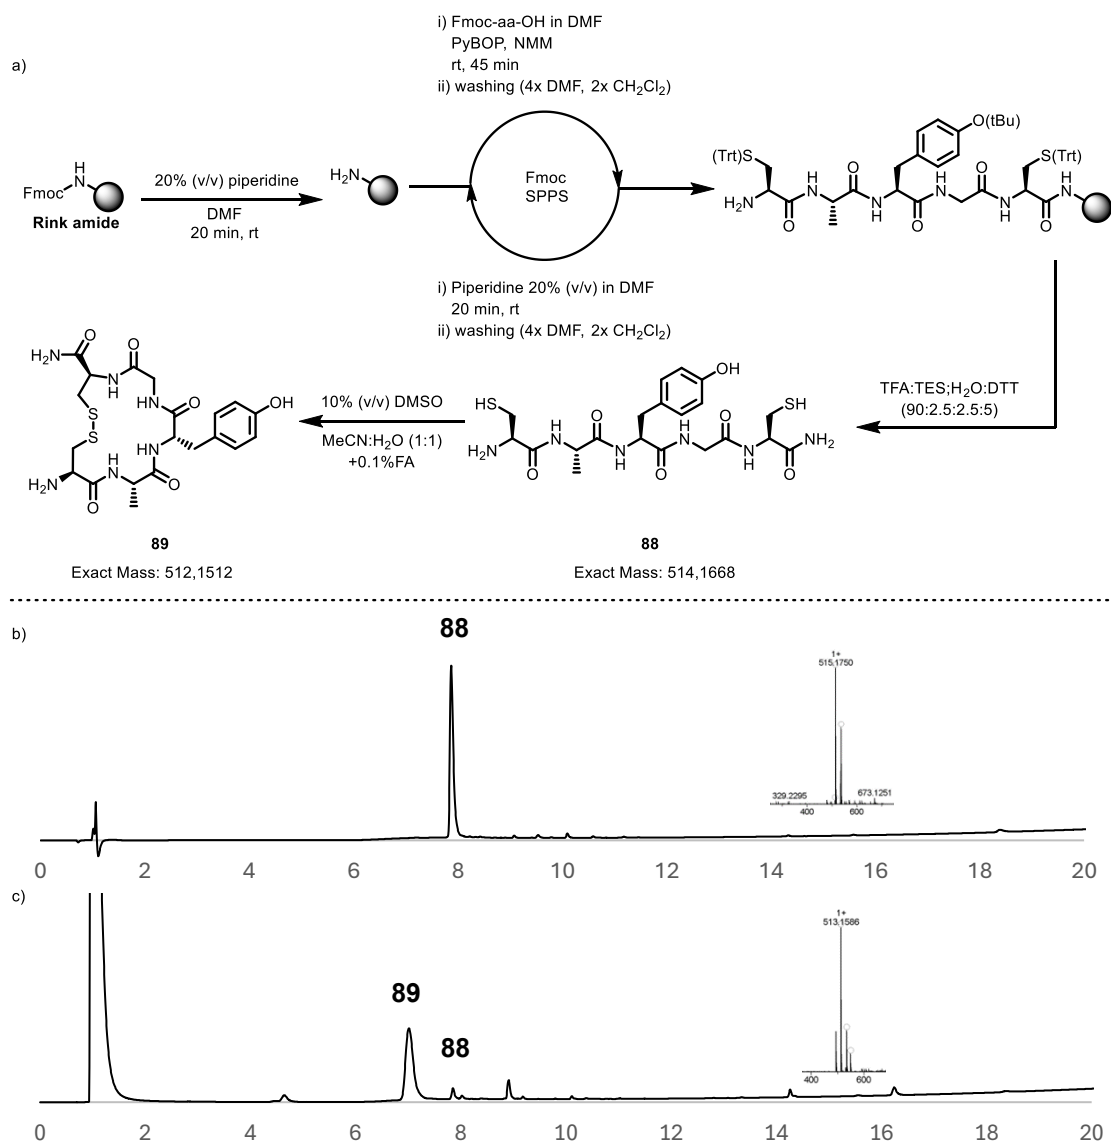 a)
i) Fmoc-aa-OH in DMF
PyBOP, NMM
rt, 45 min
ii) washing (4x DMF, 2x CH2Cl2)
Fmoc
H
N
Rink amide
20% (v/v) piperidine
DMF
20 min, rt
H2N
Fmoc
SPPS
i) Piperidine 20% (v/v) in DMF
20 min, rt
ii) washing (4x DMF, 2x CH2Cl2)
O(tBu)
(Trt)S
S(Trt)
H
N
O
H
N
O
H
N
H2N
O
N
H
O
N
H
O
TFA:TES;H2O:DTT
(90:2.5:2.5:5)
OH
HS
SH
H
N
O
H
N
O
NH2
H2N
O
N
H
O
N
H
O
88
Exact Mass: 514,1668
10% (v/v) DMSO
MeCN:H2O (1:1)
+0.1%FA
O
H2N
O
N
H
NH
O
OH
S
S
NH
H
N
O
H2N
O
89
Exact Mass: 512,1512
b)
88
1+
515.1750
329.2295
673.1251
400 600
0 2 4 6 8 10 12 14 16 18 20
c)
89
88
1+
513.1586
400 600
0 2 4 6 8 10 12 14 16 18 20